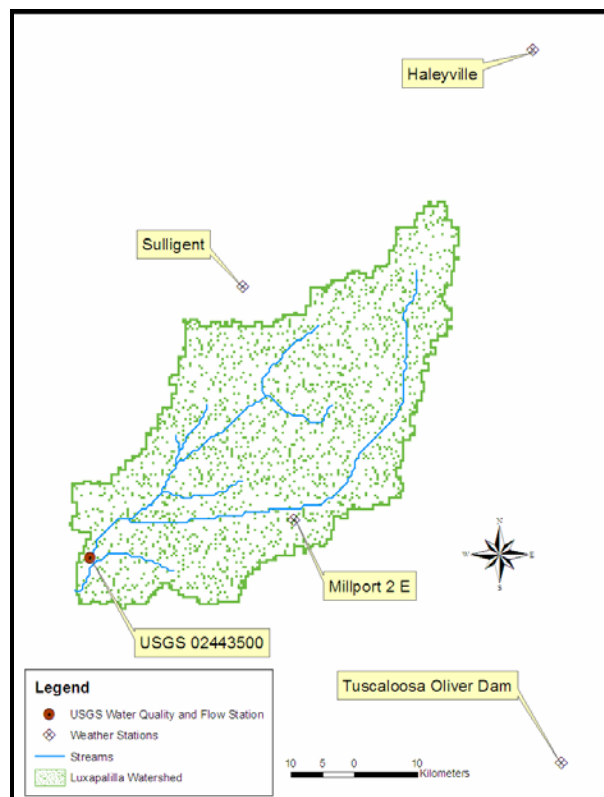 Haleyville
Sulligent
N
W
E
S
Millport 2 E
USGS 02443500
Tuscaloosa Oliver Dam
Legend
USGS Water Quality and Flow Station
Weather Stations
Streams
Luxapalilla Watershed
10 5 0 10
Kilometers